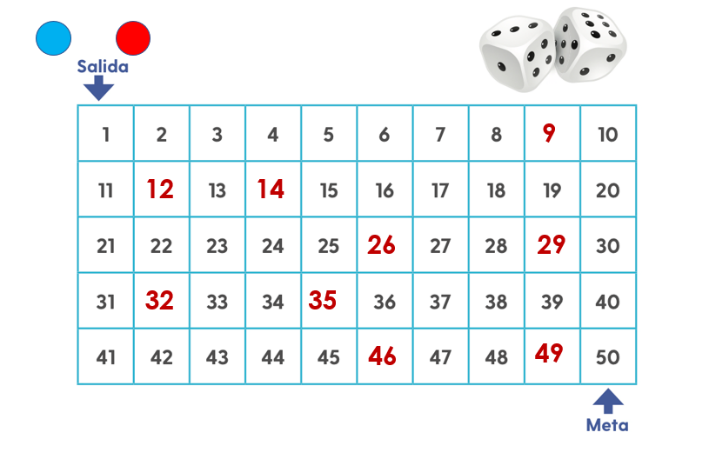 Salida
1 2 3 4 5 6 7 8 9 10
11 12 13 14 15 16 17 18 19 20
21 22 23 24 25 26 27 28 29 30
31 32 33 34 35 36 37 38 39 40
41 42 43 44 45 46 47 48 49 50
Meta